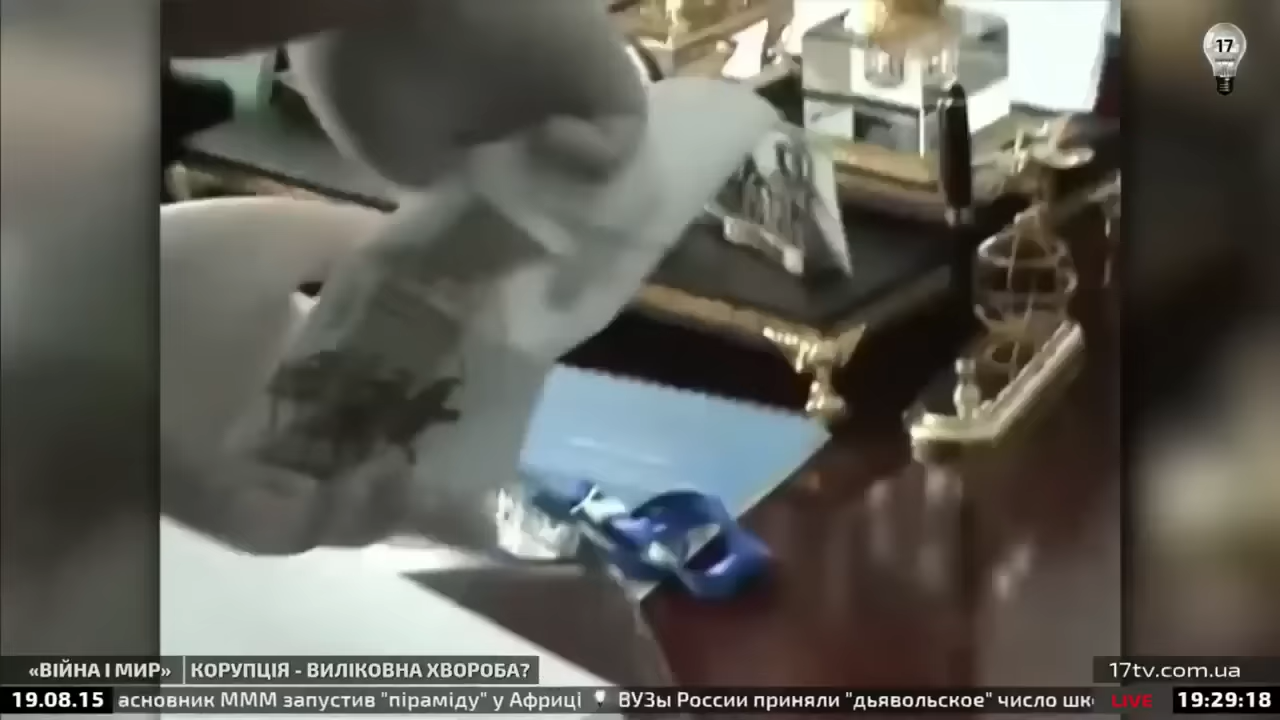 17
«ВІЙНА І МИР» КОРУПЦІЯ - ВИЛІКОВНА ХВОРОБА?
17tv.com.ua
19.08.15 асновник МММ запустив "піраміду" у Африці ВУЗы России приняли "дьявольское" число шк LIVE 19:29:18